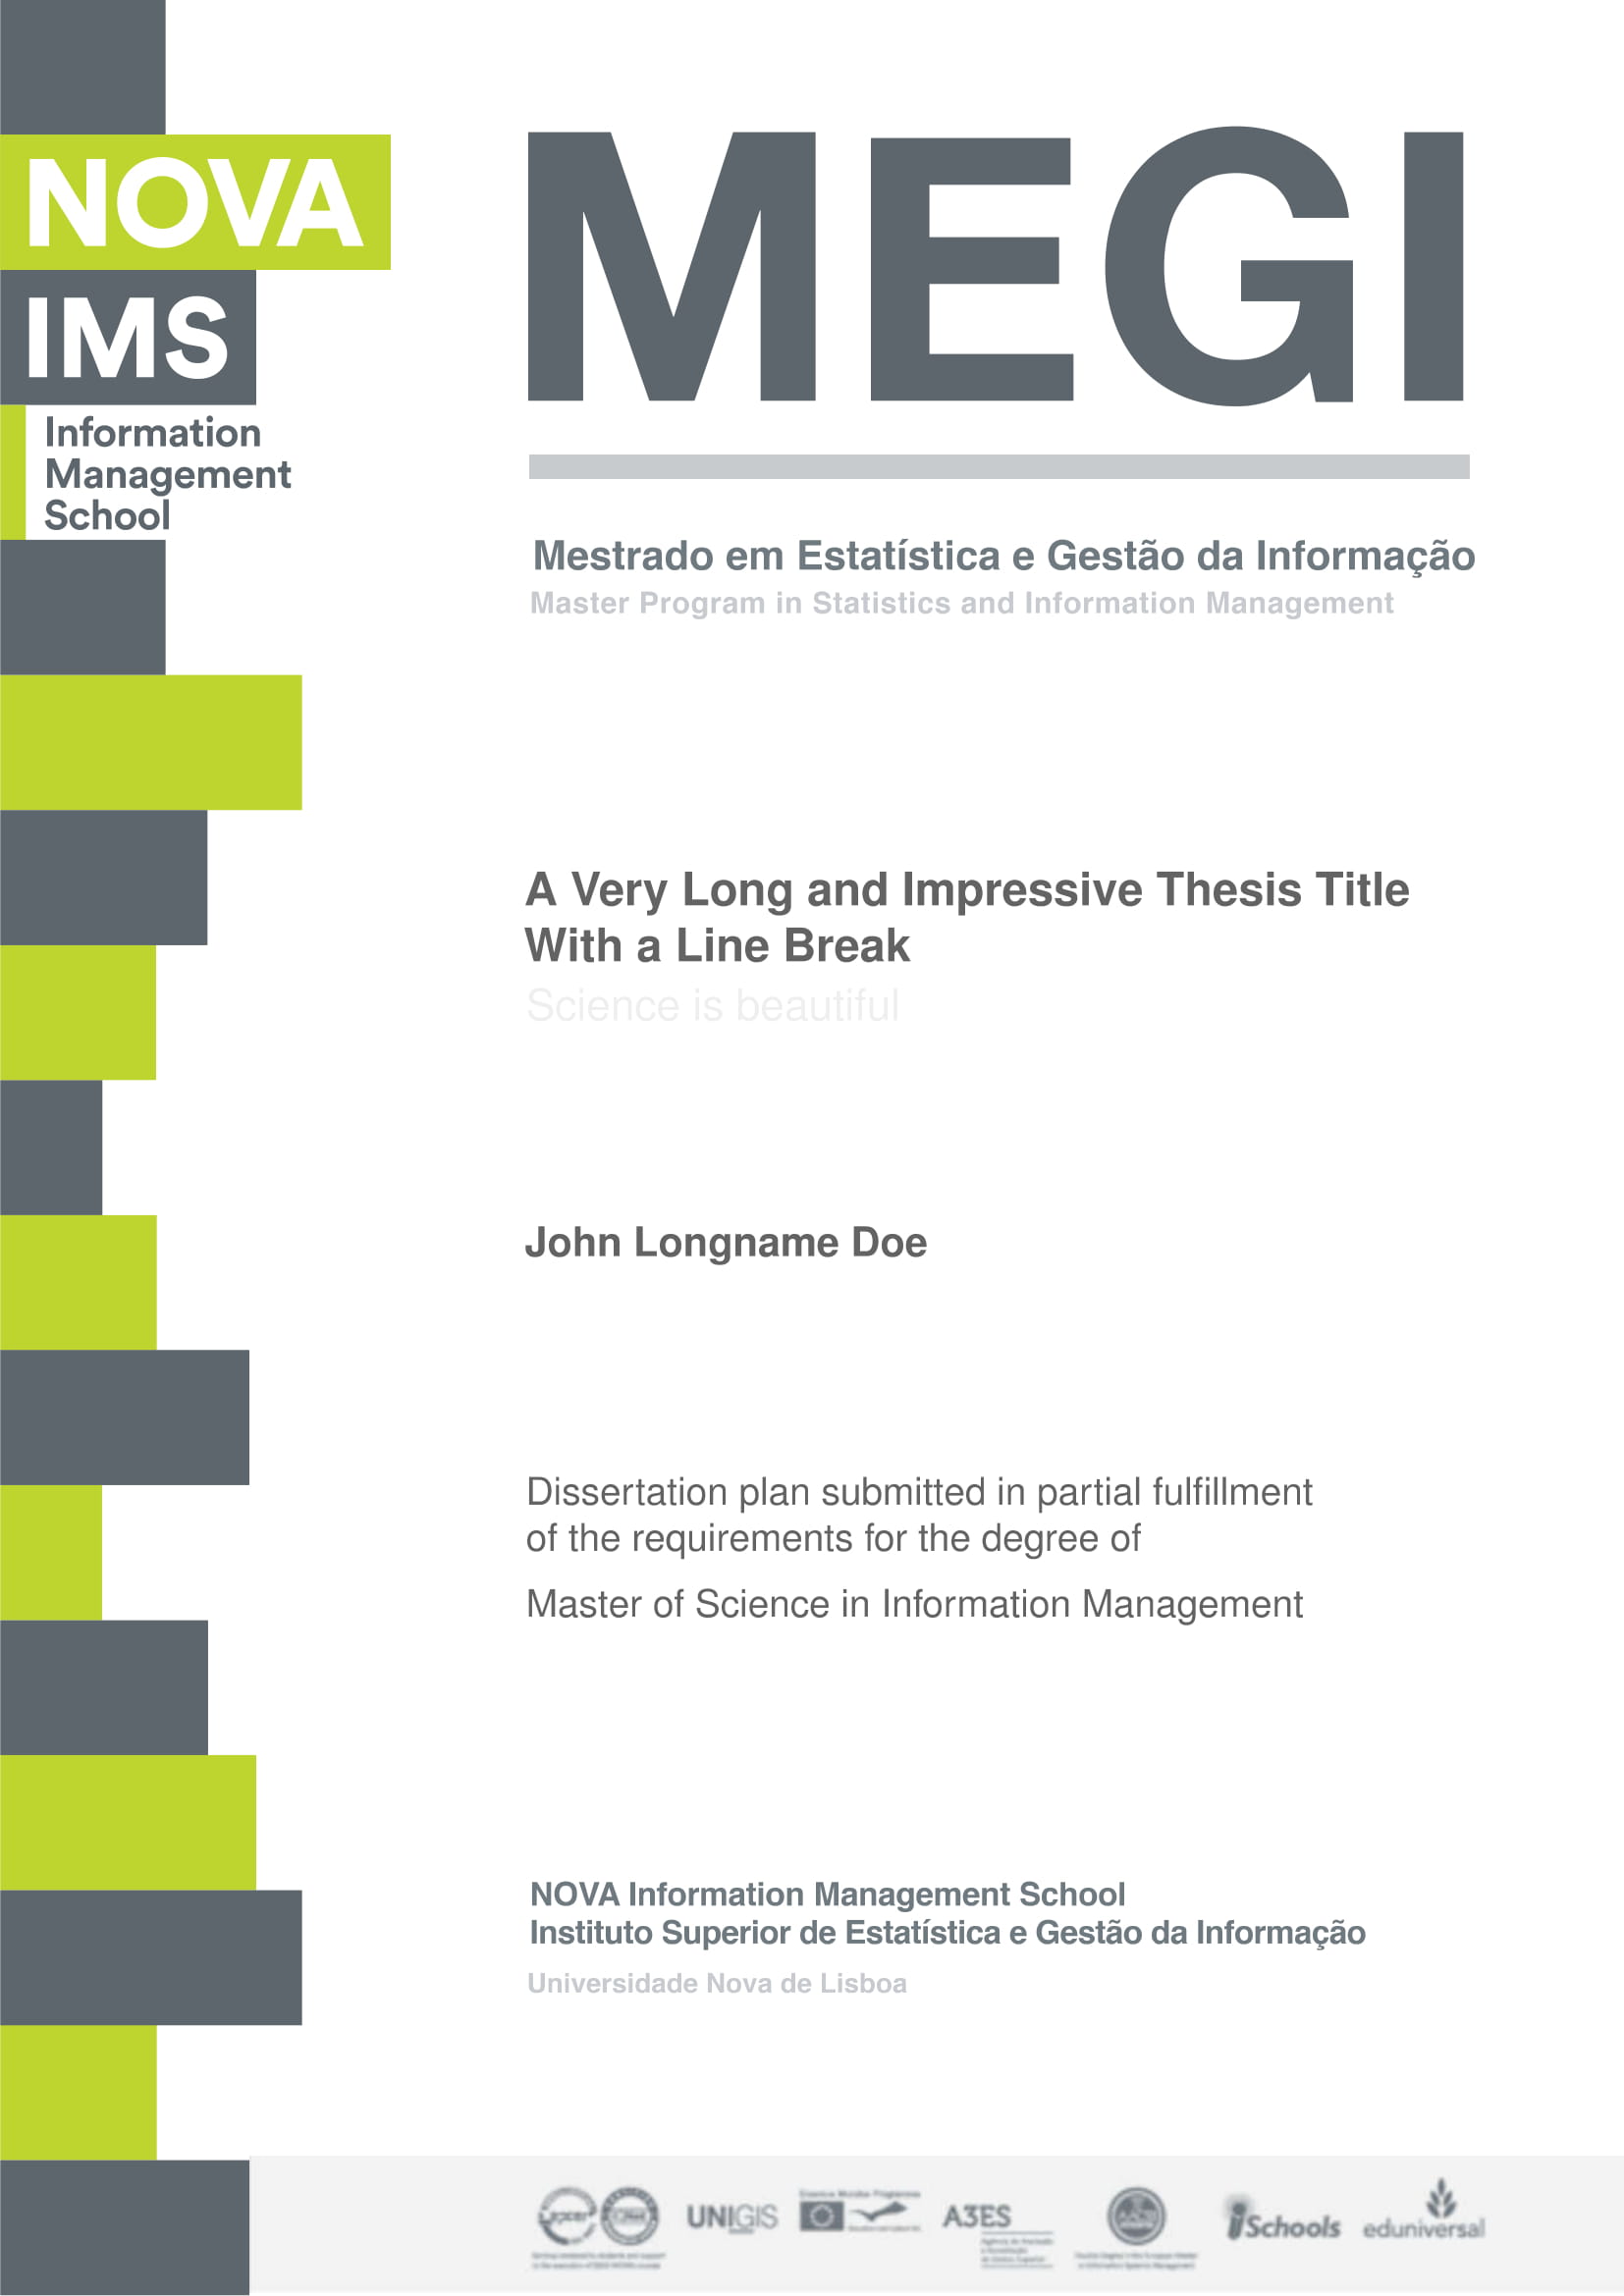 NOVA
IMS
Information
Management
School
MEGI
Mestrado em Estatística e Gestão da Informação
Master Program in Statistics and Information Management
A Very Long and Impressive Thesis Title
With a Line Break
Science is beautiful
John Longname Doe
Dissertation plan submitted in partial fulfillment
of the requirements for the degree of
Master of Science in Information Management
NOVA Information Management School
Instituto Superior de Estatística e Gestão da Informação
Universidade Nova de Lisboa
UNIGIS
Erasmus Mundus Programme
A3ES
iSchools
eduniversal